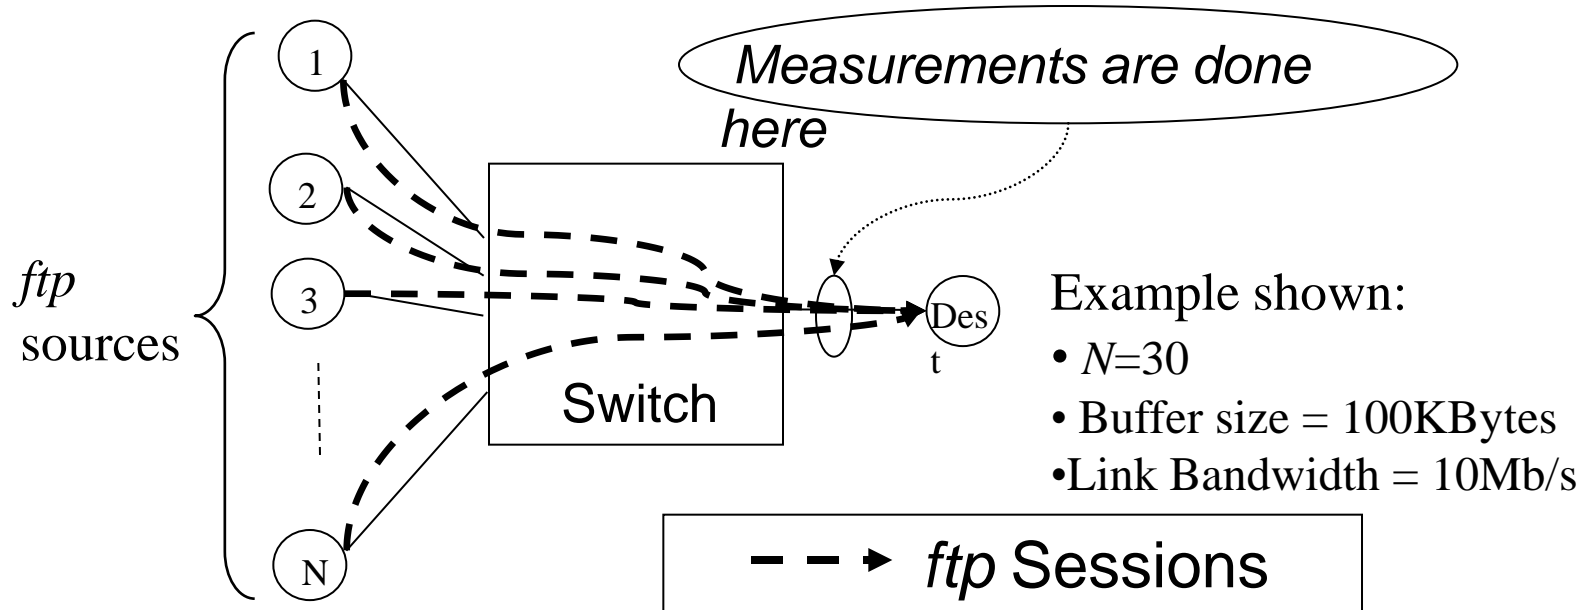 Measurements are done
here
ftp
sources
1
2
3
N
Switch
Des
t
Example shown:
• N=30
• Buffer size = 100KBytes
•Link Bandwidth = 10Mb/s
ftp Sessions